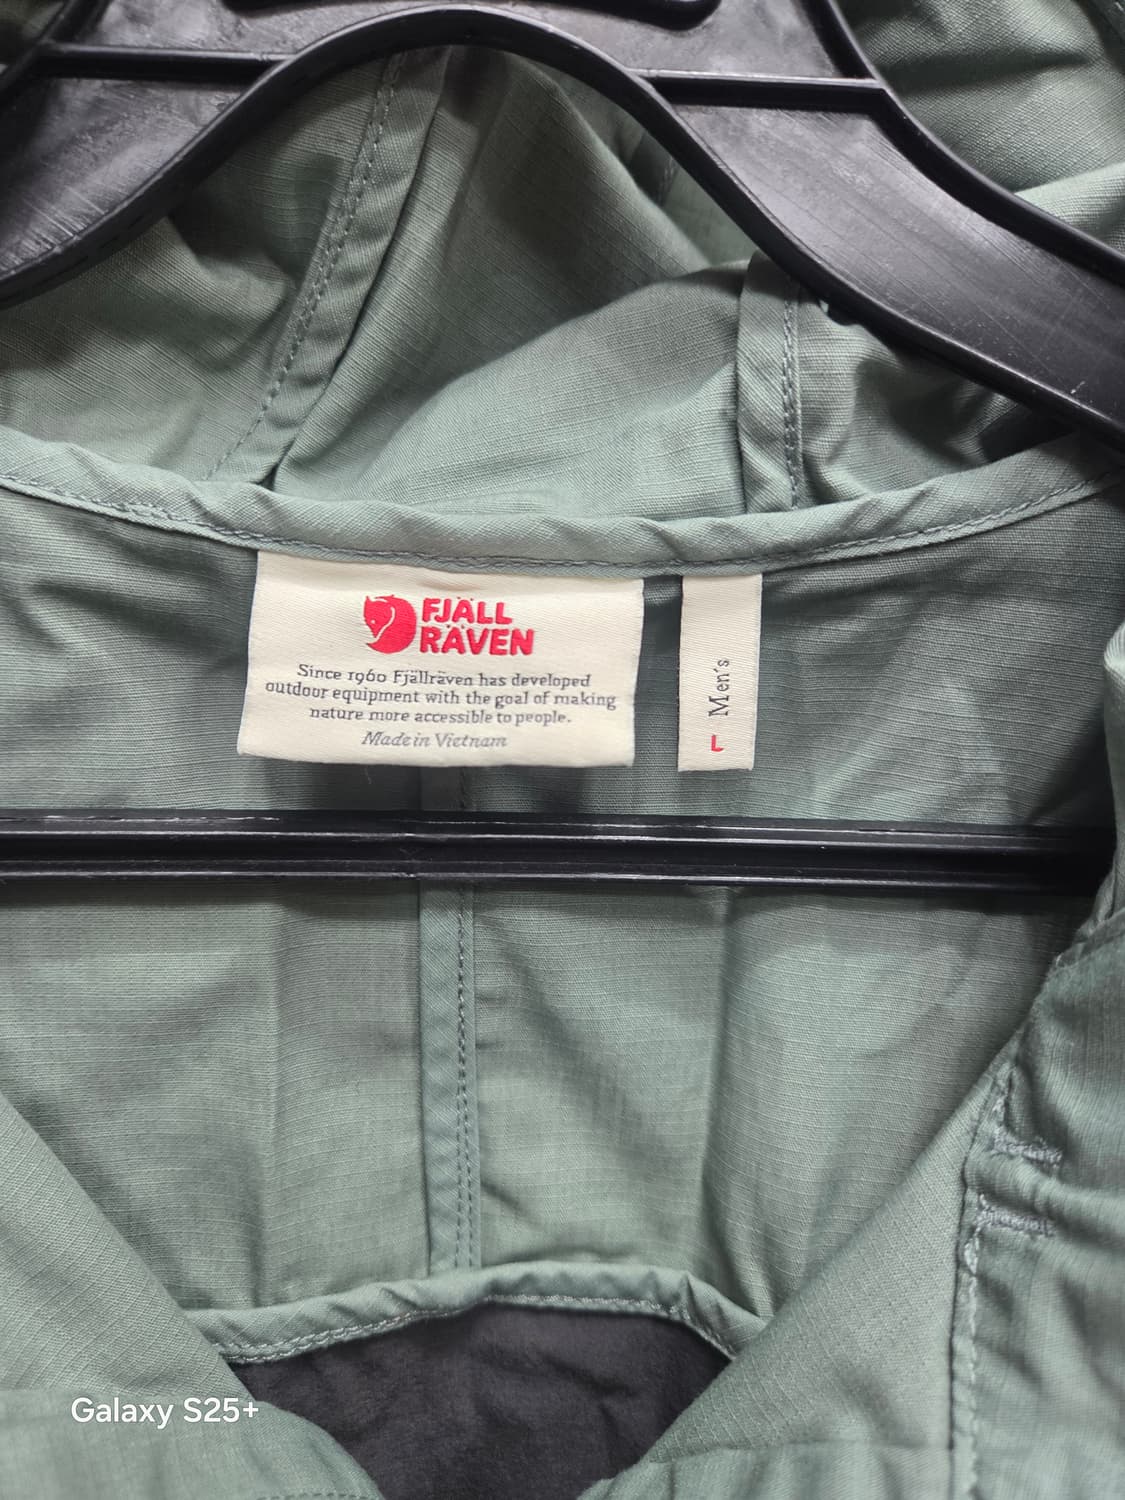 FJÄLL
RÄVEN
Since 1960 Fjällräven has developed
outdoor equipment with the goal of making
nature more accessible to people.
Made in Vietnam
L Men's
Galaxy S25+